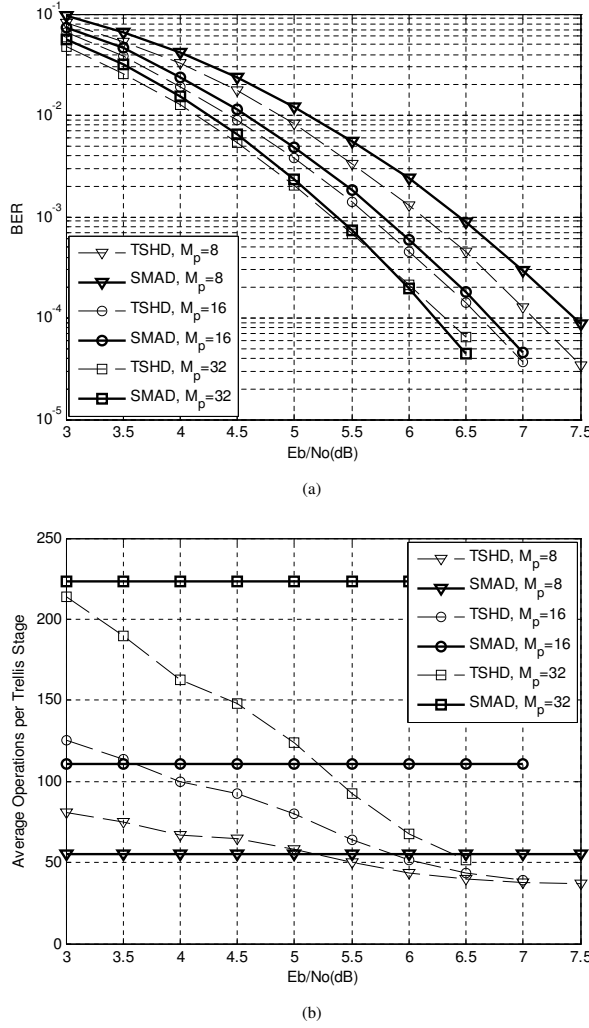 10^-1
10^-2
10^-3
10^-4
10^-5
BER
TSHD, M_p=8
SMAD, M_p=8
TSHD, M_p=16
SMAD, M_p=16
TSHD, M_p=32
SMAD, M_p=32
3 3.5 4 4.5 5 5.5 6 6.5 7 7.5
Eb/No(dB)
(a)
250
200
150
100
50
0
Average Operations per Trellis Stage
TSHD, M_p=8
SMAD, M_p=8
TSHD, M_p=16
SMAD, M_p=16
TSHD, M_p=32
SMAD, M_p=32
3 3.5 4 4.5 5 5.5 6 6.5 7 7.5
Eb/No(dB)
(b)